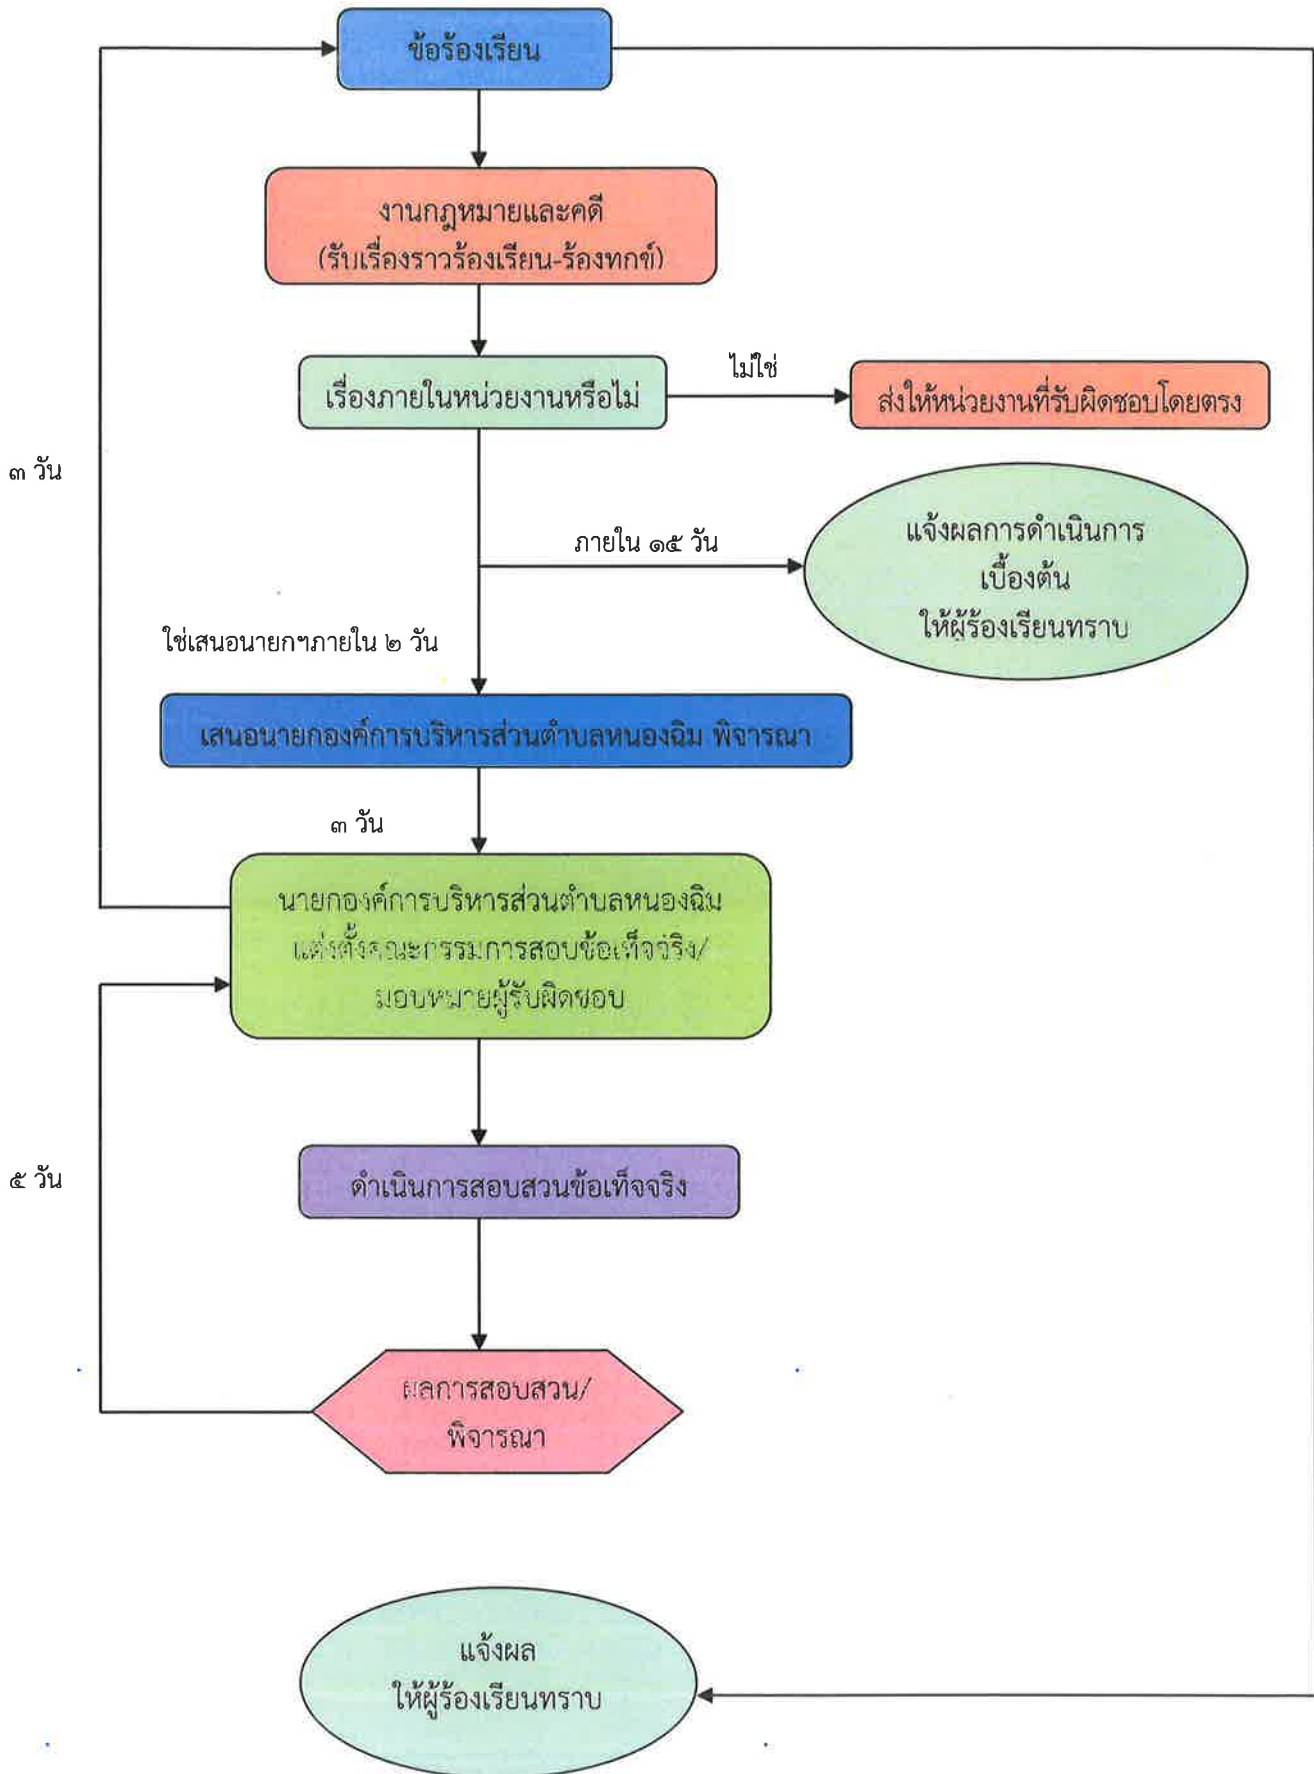 ข้อร้องเรียน
งานกฎหมายและคดี
(รับเรื่องราวร้องเรียน-ร้องทุกข์)
เรื่องภายในหน่วยงานหรือไม่
ไม่ใช่
ส่งให้หน่วยงานที่รับผิดชอบโดยตรง
๓ วัน
ภายใน ๑๕ วัน
แจ้งผลการดำเนินการ
เบื้องต้น
ให้ผู้ร้องเรียนทราบ
ใช่เสนอนายกฯภายใน ๒ วัน
เสนอนายกองค์การบริหารส่วนตำบลหนองฉิม พิจารณา
๓ วัน
นายกองค์การบริหารส่วนตำบลหนองฉิม
แต่งตั้งคณะกรรมการสอบข้อเท็จจริง/
มอบหมายผู้รับผิดชอบ
๕ วัน
ดำเนินการสอบสวนข้อเท็จจริง
ผลการสอบสวน/
พิจารณา
แจ้งผล
ให้ผู้ร้องเรียนทราบ